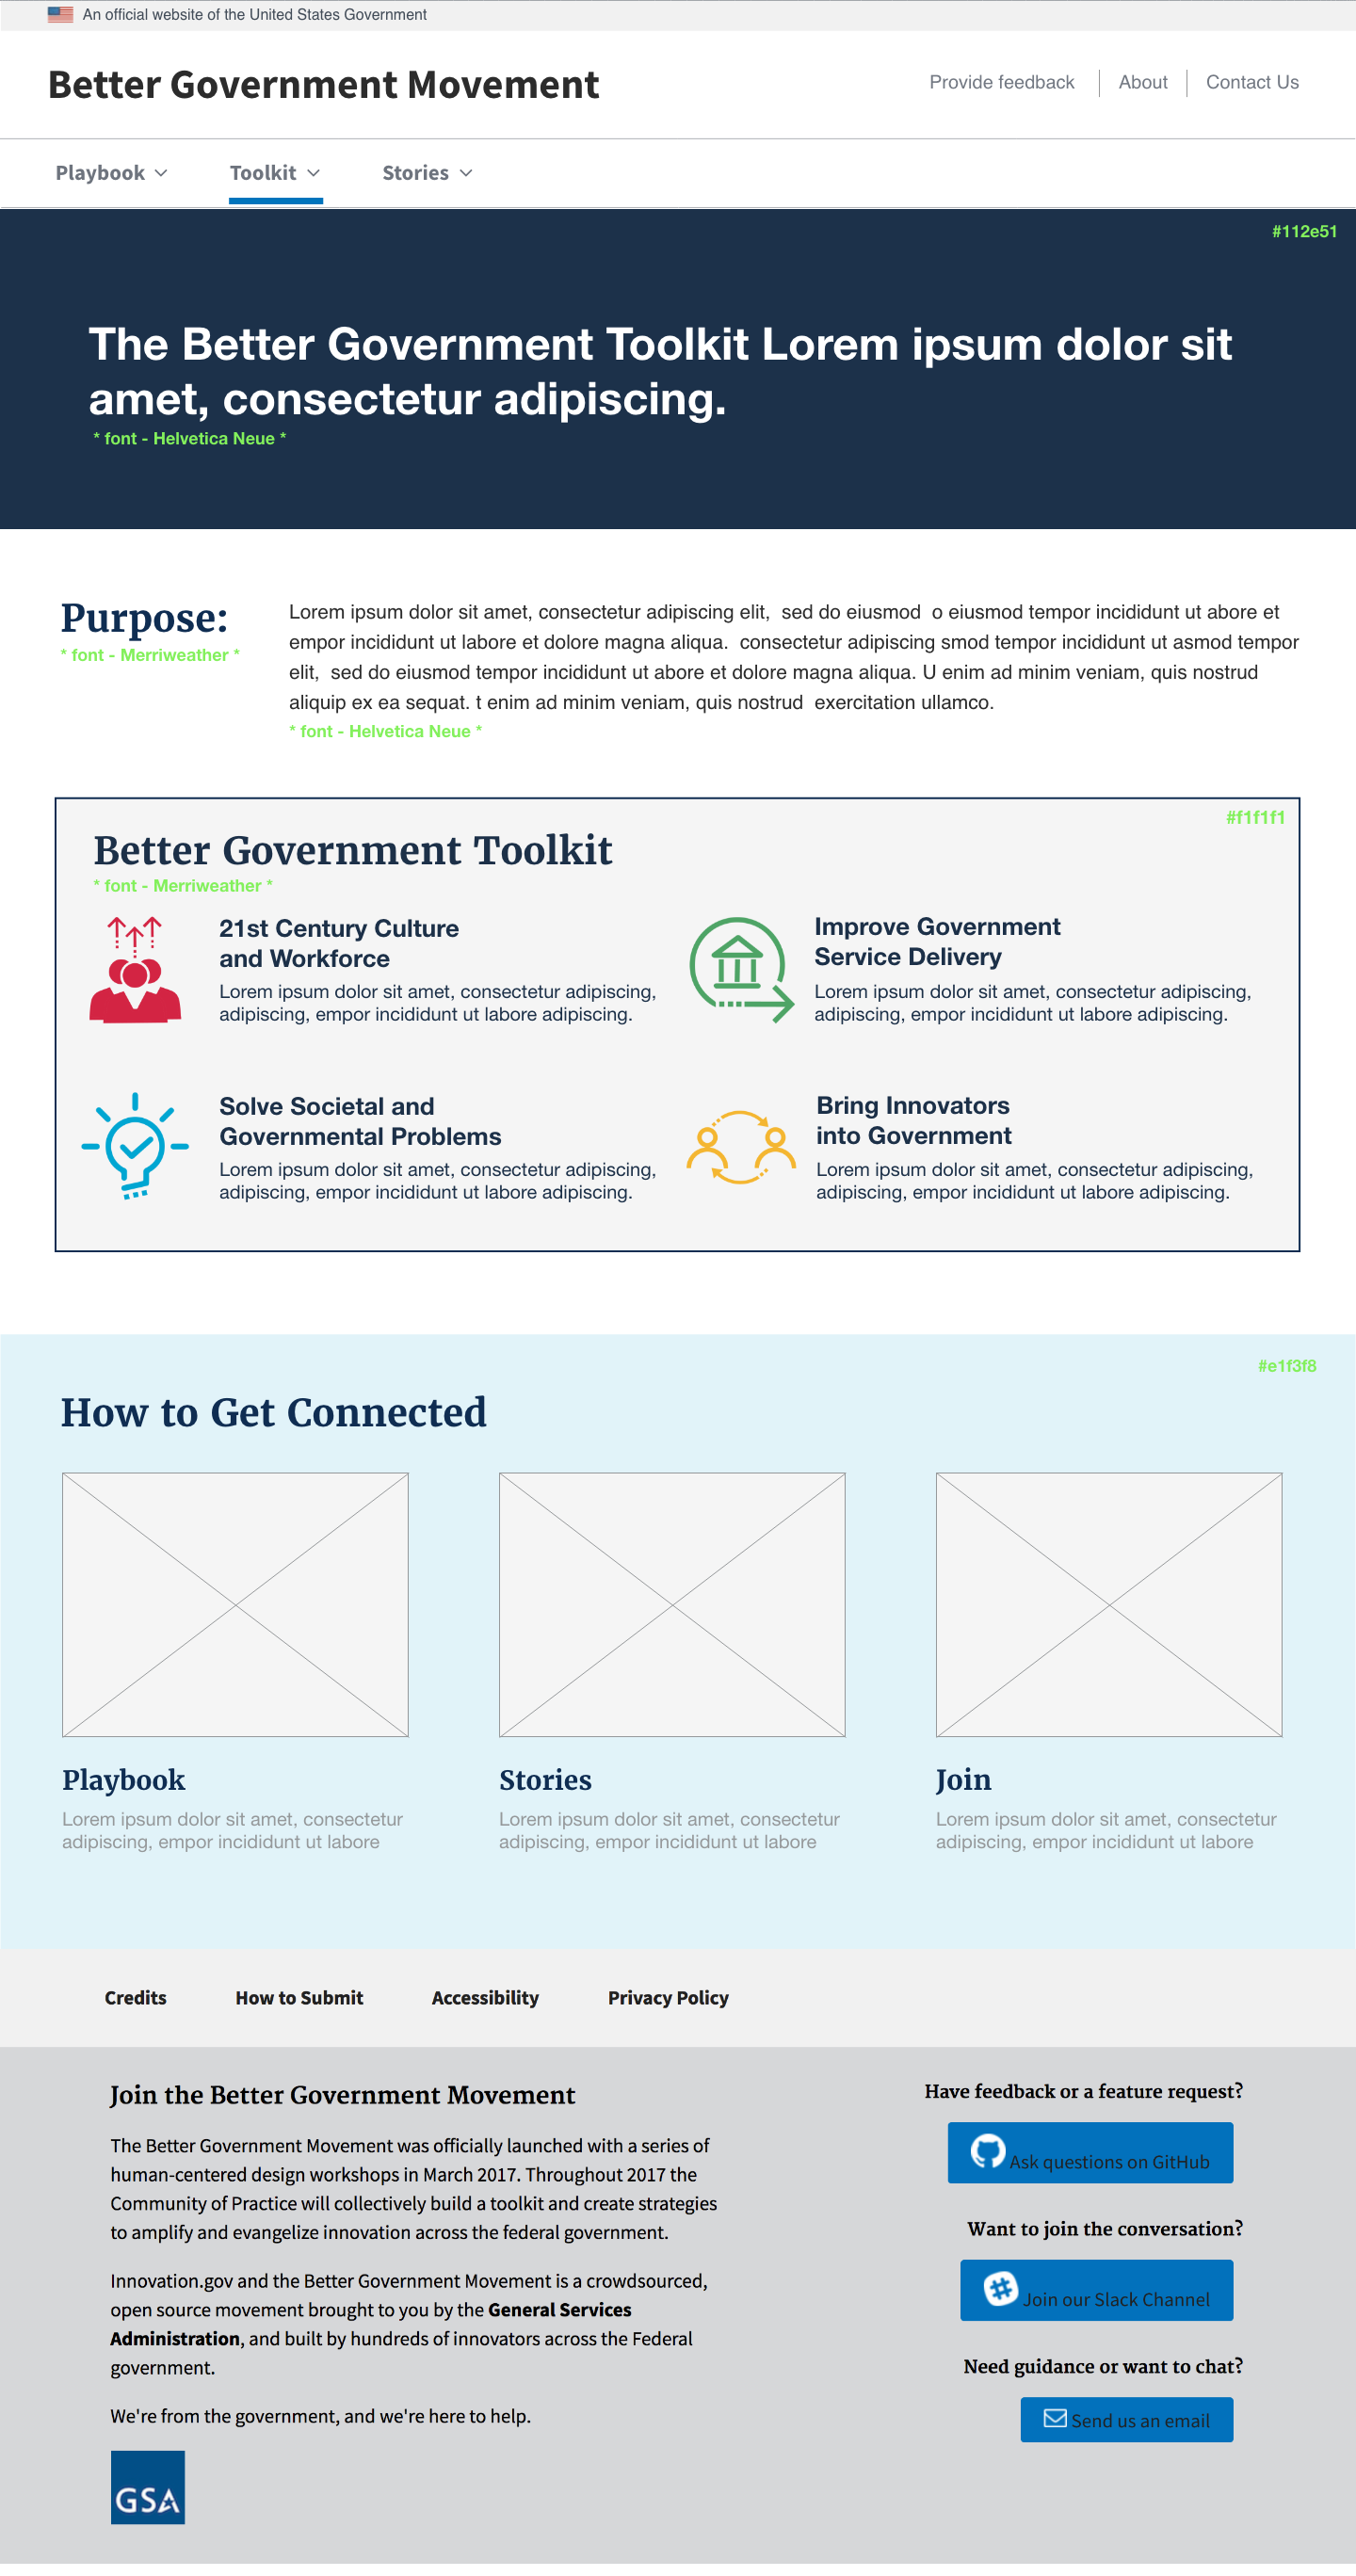 An official website of the United States Government
Better Government Movement
Provide feedback
About
Contact Us
Playbook
Toolkit
Stories
#112e51
The Better Government Toolkit Lorem ipsum dolor sit
amet, consectetur adipiscing.
* font - Helvetica Neue *
Purpose:
* font - Merriweather *
Lorem ipsum dolor sit amet, consectetur adipiscing elit,  sed do eiusmod  o eiusmod tempor incididunt ut abore et
empor incididunt ut labore et dolore magna aliqua.  consectetur adipiscing smod tempor incididunt ut asmod tempor
elit,  sed do eiusmod tempor incididunt ut abore et dolore magna aliqua. U enim ad minim veniam, quis nostrud
aliquip ex ea sequat. t enim ad minim veniam, quis nostrud  exercitation ullamco.
* font - Helvetica Neue *
#f1f1f1
Better Government Toolkit
* font - Merriweather *
21st Century Culture
and Workforce
Lorem ipsum dolor sit amet, consectetur adipiscing,
adipiscing, empor incididunt ut labore adipiscing.
Improve Government
Service Delivery
Lorem ipsum dolor sit amet, consectetur adipiscing,
adipiscing, empor incididunt ut labore adipiscing.
Solve Societal and
Governmental Problems
Lorem ipsum dolor sit amet, consectetur adipiscing,
adipiscing, empor incididunt ut labore adipiscing.
Bring Innovators
into Government
Lorem ipsum dolor sit amet, consectetur adipiscing,
adipiscing, empor incididunt ut labore adipiscing.
#e1f3f8
How to Get Connected
Playbook
Lorem ipsum dolor sit amet, consectetur
adipiscing, empor incididunt ut labore
Stories
Lorem ipsum dolor sit amet, consectetur
adipiscing, empor incididunt ut labore
Join
Lorem ipsum dolor sit amet, consectetur
adipiscing, empor incididunt ut labore
Credits
How to Submit
Accessibility
Privacy Policy
Join the Better Government Movement
The Better Government Movement was officially launched with a series of
human-centered design workshops in March 2017. Throughout 2017 the
Community of Practice will collectively build a toolkit and create strategies
to amplify and evangelize innovation across the federal government.
Innovation.gov and the Better Government Movement is a crowdsourced,
open source movement brought to you by the General Services
Administration, and built by hundreds of innovators across the Federal
government.
We're from the government, and we're here to help.
GSA
Have feedback or a feature request?
Ask questions on GitHub
Want to join the conversation?
Join our Slack Channel
Need guidance or want to chat?
Send us an email